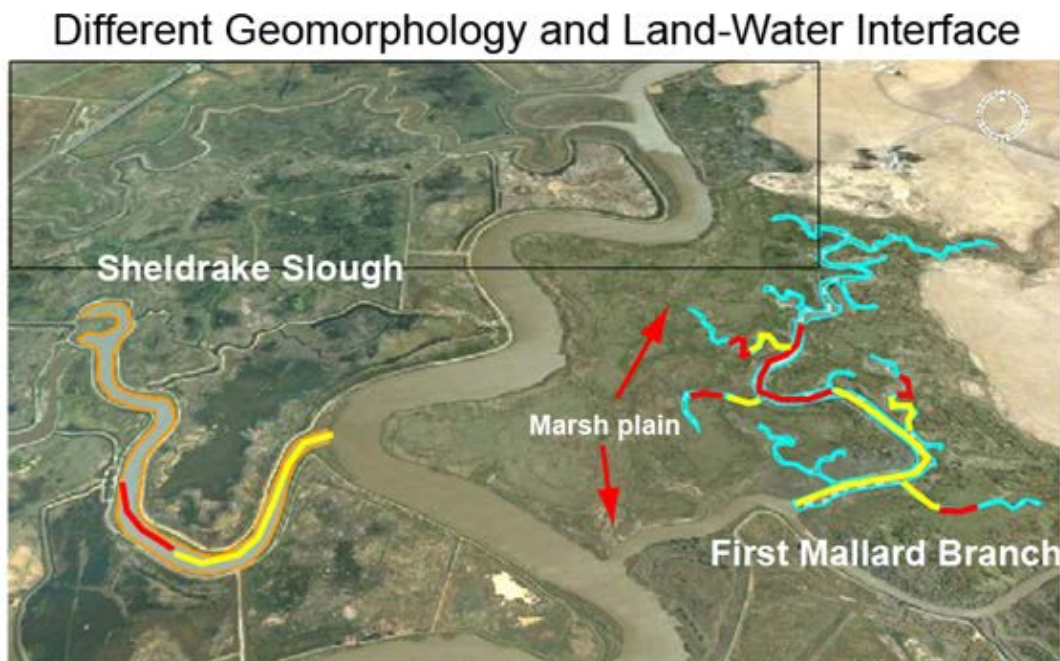 Different Geomorphology and Land-Water Interface
Sheldrake Slough
Marsh plain
First Mallard Branch